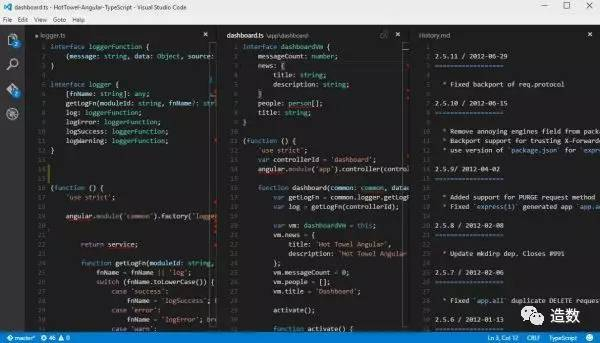 dashboard.ts - HotTowel-Angular-TypeScript - Visual Studio Code
File Edit View Goto Help
logger.ts
interface loggerFunction {
(message: string, data: Object, source:
}
interface logger {
[fnName: string]: any;
getLogFn(moduleId: string, fnName?: str
log: loggerFunction;
logError: loggerFunction;
logSuccess: loggerFunction;
logWarning: loggerFunction;
}
(function () {
'use strict';
angular.module('common').factory('logge
return service;
function getLogFn(moduleId: string,
fnName = fnName || 'log';
switch (fnName.toLowerCase()) {
case 'success':
fnName = 'logSuccess'; b
case 'error':
fnName = 'logError'; bre
case 'warn':
dashboard.ts \app\dashboard
interface dashboardVm {
messageCount: number;
news: {
title: string;
description: string;
}
people: person[];
title: string;
}
(function () {
'use strict';
var controllerId = 'dashboard';
angular.module('app').controller(contro
function dashboard(common: common, datac
var getLogFn = common.logger.getLogF
var log = getLogFn(controllerId);
var vm: dashboardVm = this;
vm.news = {
title: 'Hot Towel Angular',
description: 'Hot Towel Angular
};
vm.messageCount = 0;
vm.people = [];
vm.title = 'Dashboard';
activate();
function activate() {
History.md
2.5.11 / 2012-06-29
==================
* Fixed backport of req.protocol
2.5.10 / 2012-06-15
==================
* Remove annoying engines field from packa
* Backport support for trusting X-Forwarde
* use version of `package.json` for `expre
2.5.9/ 2012-04-02
==================
* Added support for PURGE request method
* Fixed `express(1)` generated app `app.ad
2.5.8 / 2012-02-08
==================
* Update mkdirp dep. Closes #991
2.5.7 / 2012-02-06
==================
* Fixed `app.all` duplicate DELETE request
2.5.6 / 2012-01-13
==================
master* 46 0
Ln 3, Col 12 CRLF TypeScript
造数